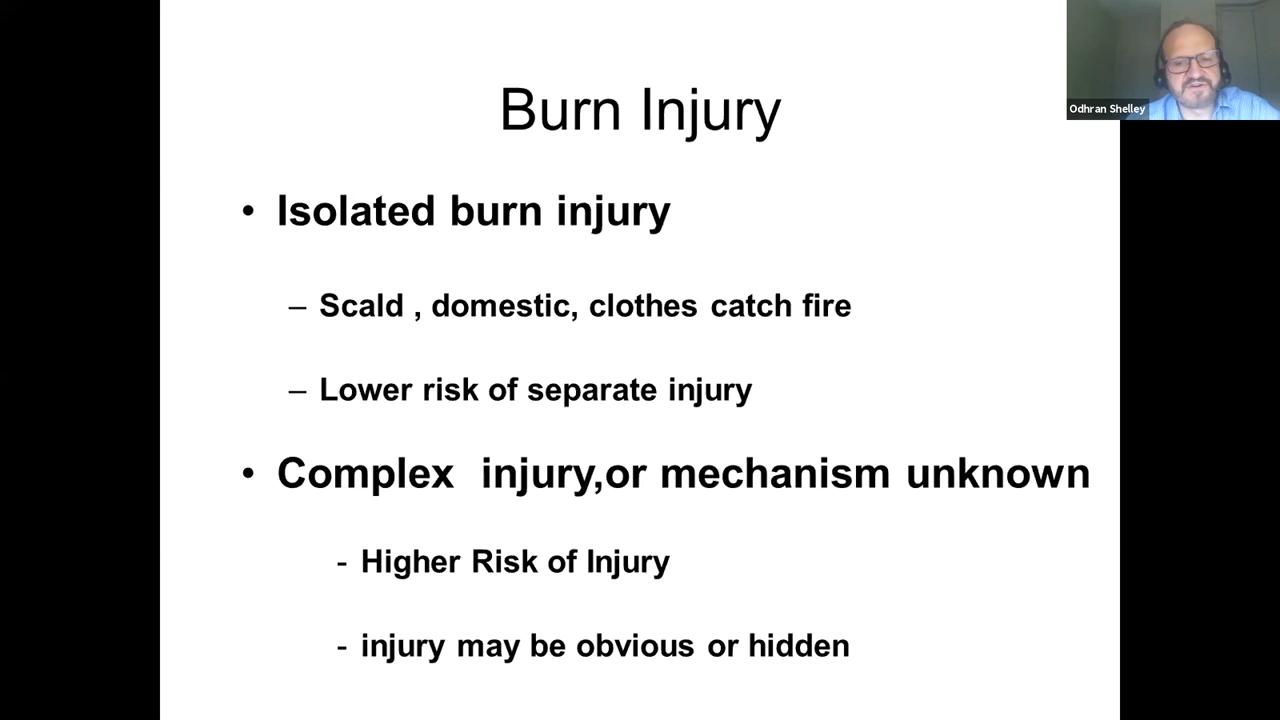 Odhran Shelley
Burn Injury
• Isolated burn injury
– Scald , domestic, clothes catch fire
– Lower risk of separate injury
• Complex  injury,or mechanism unknown
- Higher Risk of Injury
- injury may be obvious or hidden